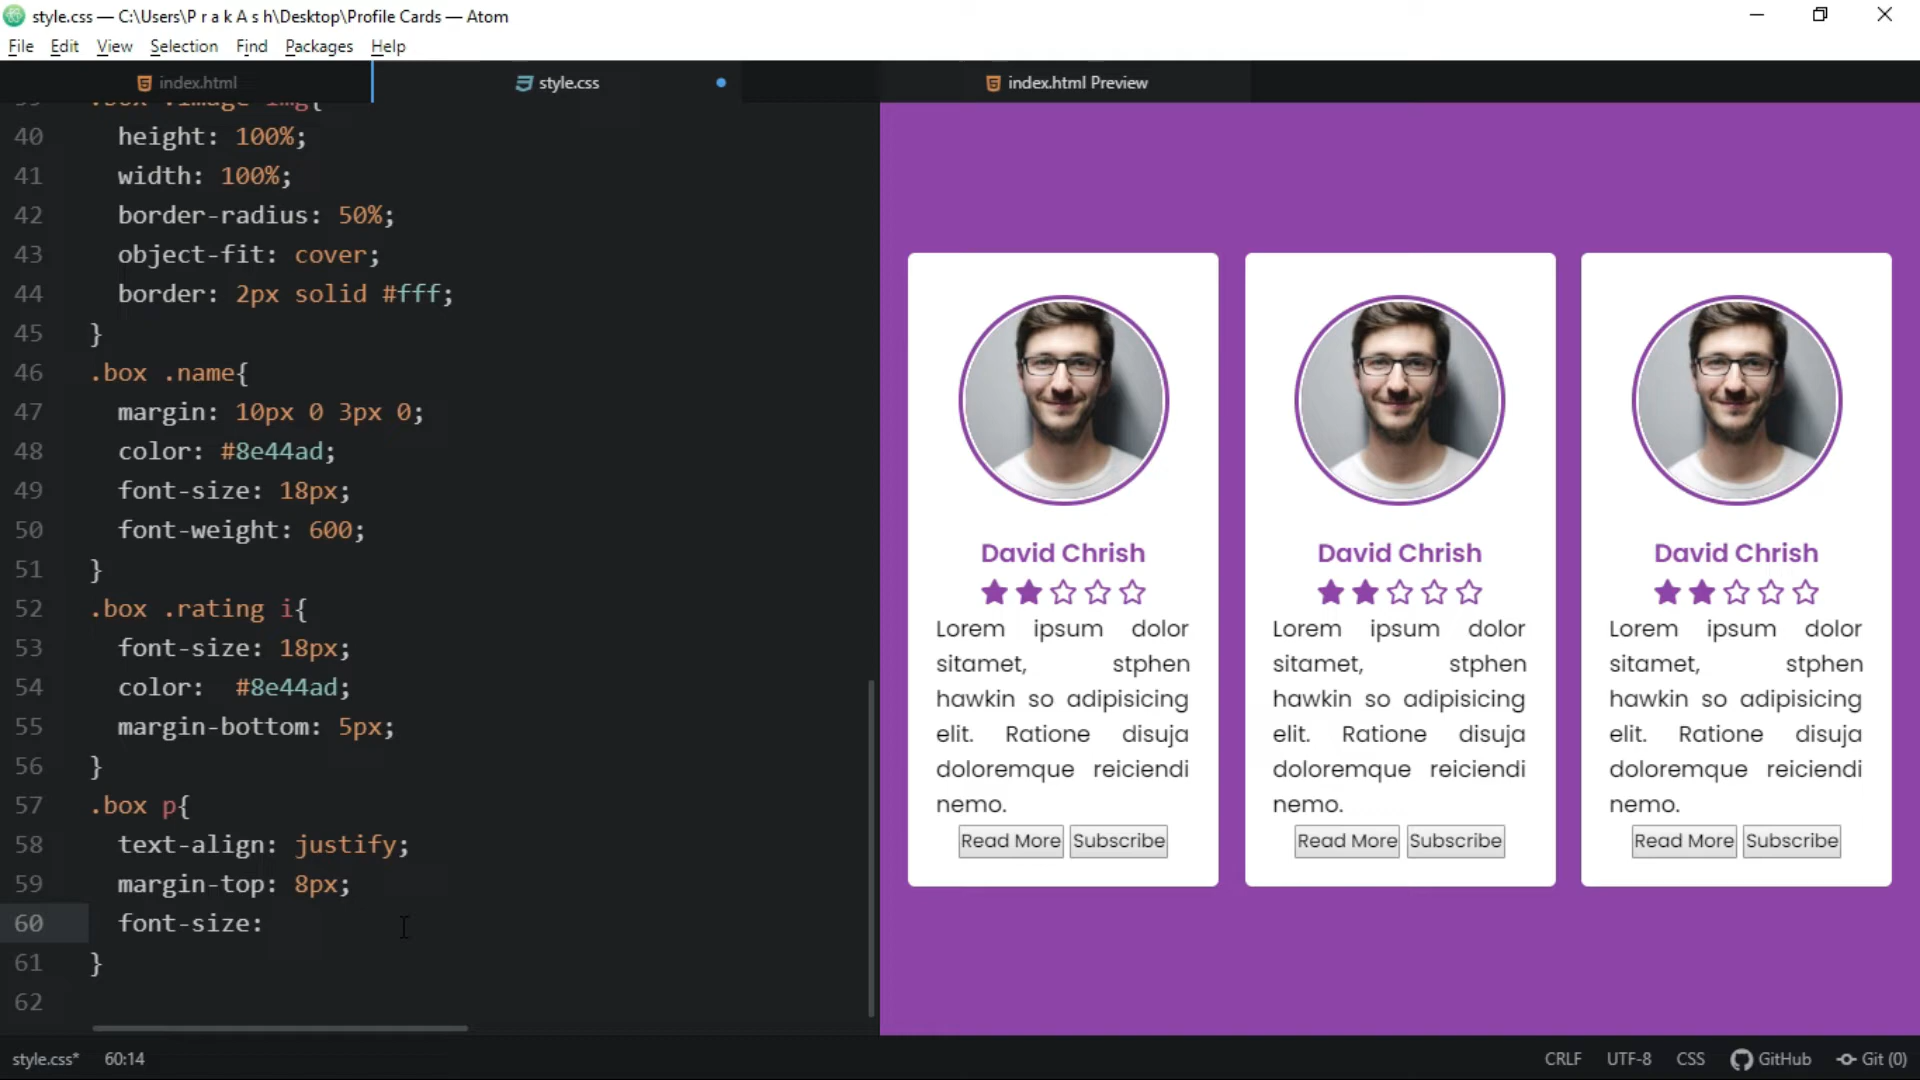 style.css — C:\Users\P r a k A s h\Desktop\Profile Cards — Atom
File Edit View Selection Find Packages Help
index.html
style.css
index.html Preview
39 .box .image img{
40 height: 100%;
41 width: 100%;
42 border-radius: 50%;
43 object-fit: cover;
44 border: 2px solid #fff;
45 }
46 .box .name{
47 margin: 10px 0 3px 0;
48 color: #8e44ad;
49 font-size: 18px;
50 font-weight: 600;
51 }
52 .box .rating i{
53 font-size: 18px;
54 color:  #8e44ad;
55 margin-bottom: 5px;
56 }
57 .box p{
58 text-align: justify;
59 margin-top: 8px;
60 font-size:
61 }
62
David Chrish
Lorem ipsum dolor
sitamet, stphen
hawkin so adipisicing
elit. Ratione disuja
doloremque reiciendi
nemo.
Read More Subscribe
David Chrish
Lorem ipsum dolor
sitamet, stphen
hawkin so adipisicing
elit. Ratione disuja
doloremque reiciendi
nemo.
Read More Subscribe
David Chrish
Lorem ipsum dolor
sitamet, stphen
hawkin so adipisicing
elit. Ratione disuja
doloremque reiciendi
nemo.
Read More Subscribe
style.css* 60:14
CRLF UTF-8 CSS GitHub Git (0)